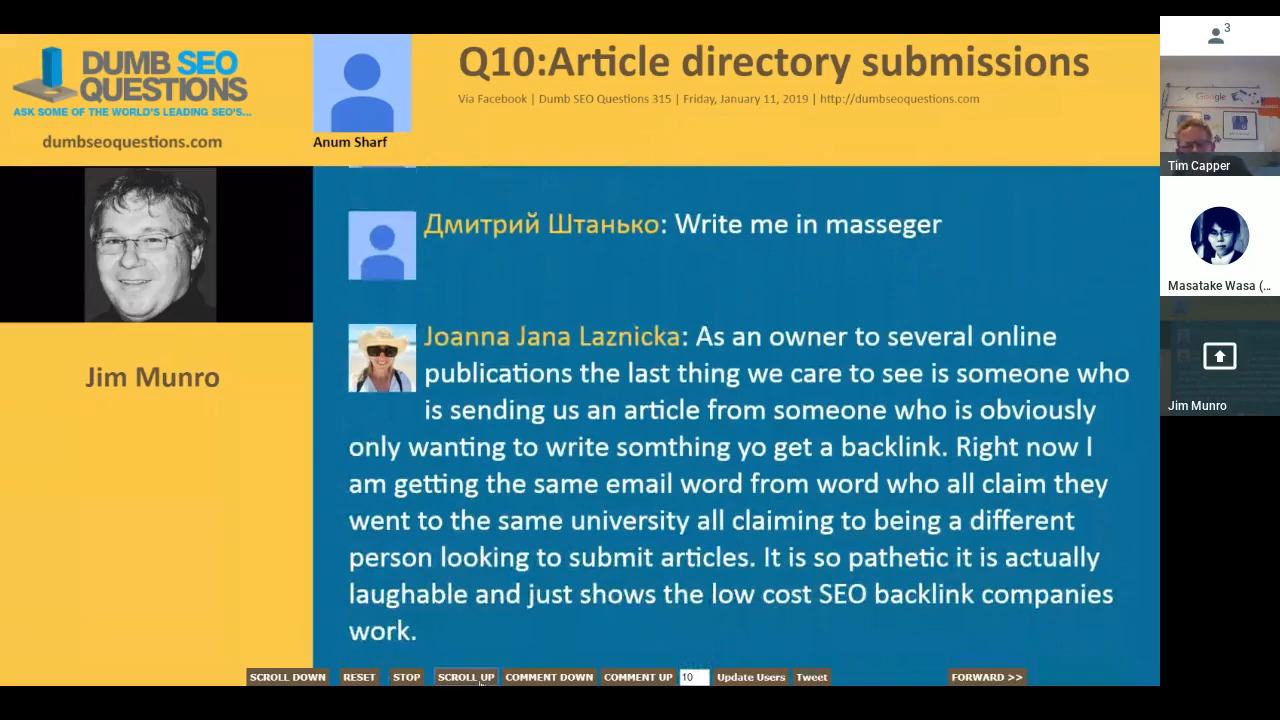 DUMB SEO
QUESTIONS
ASK SOME OF THE WORLD'S LEADING SEO'S...
dumbseoquestions.com
Anum Sharf
Q10:Article directory submissions
Via Facebook | Dumb SEO Questions 315 | Friday, January 11, 2019 | http://dumbseoquestions.com
Jim Munro
Дмитрий Штанько: Write me in masseger
Joanna Jana Laznicka: As an owner to several online
publications the last thing we care to see is someone who
is sending us an article from someone who is obviously
only wanting to write somthing yo get a backlink. Right now I
am getting the same email word from word who all claim they
went to the same university all claiming to being a different
person looking to submit articles. It is so pathetic it is actually
laughable and just shows the low cost SEO backlink companies
work.
SCROLL DOWN RESET STOP SCROLL UP COMMENT DOWN COMMENT UP 10 Update Users Tweet FORWARD >>
3
Google
Tim Capper
Masatake Wasa (...
Jim Munro